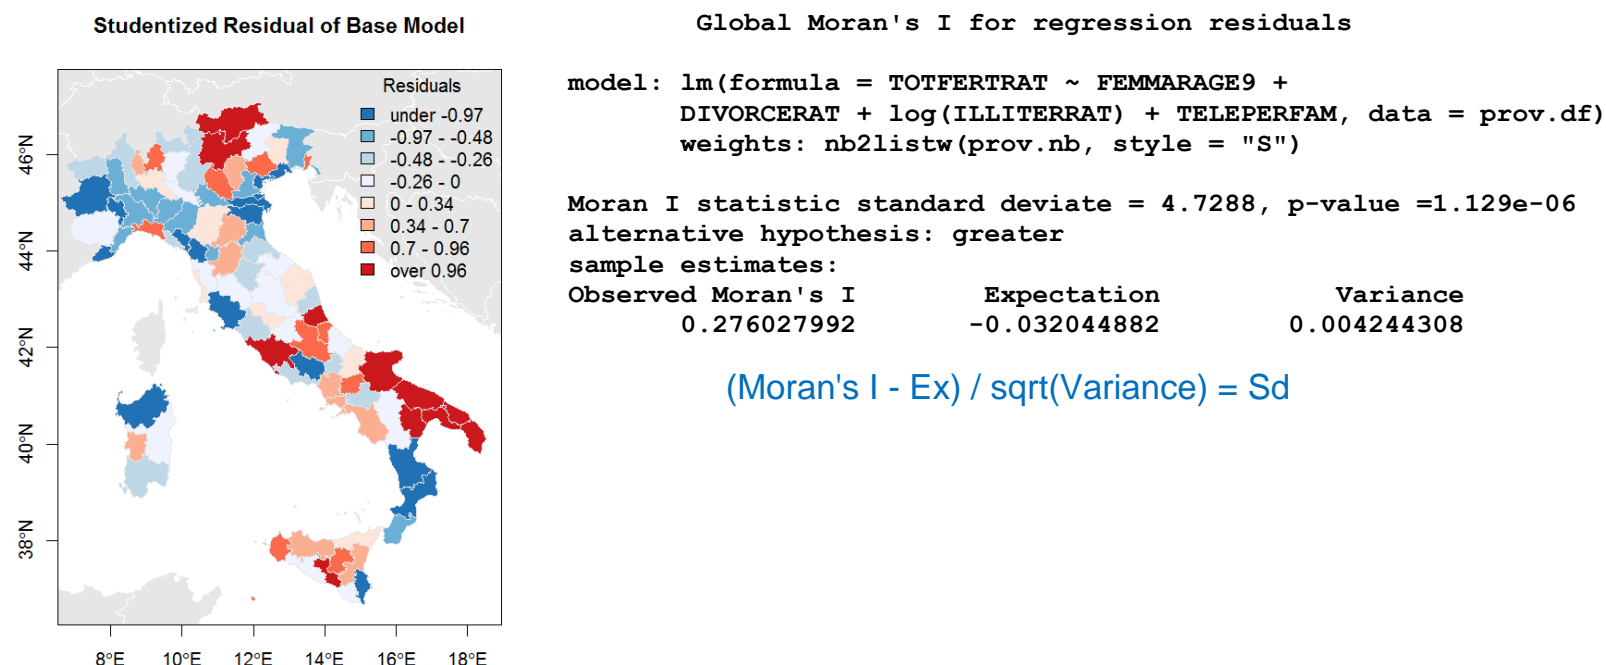 Studentized Residual of Base Model
Residuals
under -0.97
-0.97 - -0.48
-0.48 - -0.26
-0.26 - 0
0 - 0.34
0.34 - 0.7
0.7 - 0.96
over 0.96
46°N
44°N
42°N
40°N
38°N
8°E 10°E 12°E 14°E 16°E 18°E
Global Moran's I for regression residuals
model: lm(formula = TOTFERTRAT ~ FEMMARAGE9 +
DIVORCERAT + log(ILLITERRAT) + TELEPERFAM, data = prov.df)
weights: nb2listw(prov.nb, style = "S")
Moran I statistic standard deviate = 4.7288, p-value =1.129e-06
alternative hypothesis: greater
sample estimates:
Observed Moran's I Expectation Variance
0.276027992 -0.032044882 0.004244308
(Moran's I - Ex) / sqrt(Variance) = Sd